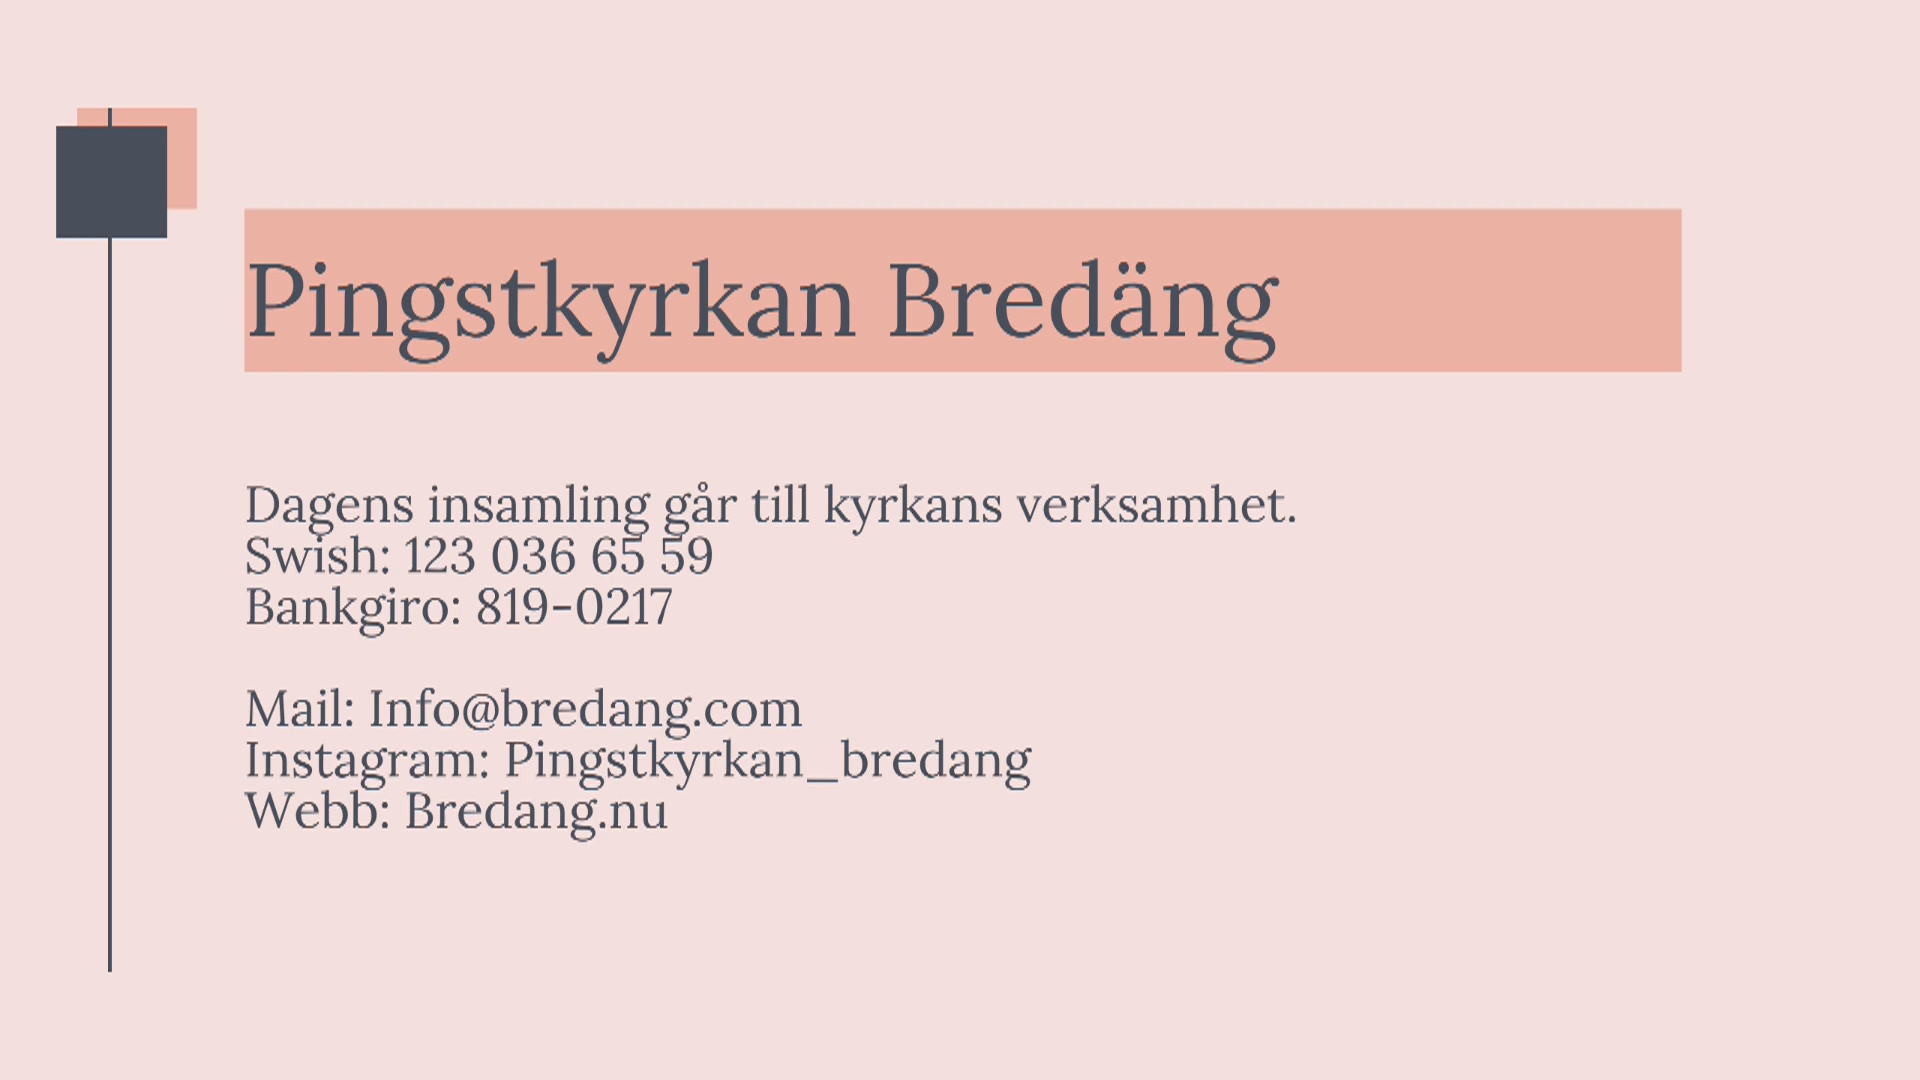 Pingstkyrkan Bredäng
Dagens insamling går till kyrkans verksamhet.
Swish: 123 036 65 59
Bankgiro: 819-0217
Mail: Info@bredang.com
Instagram: Pingstkyrkan_bredang
Webb: Bredang.nu